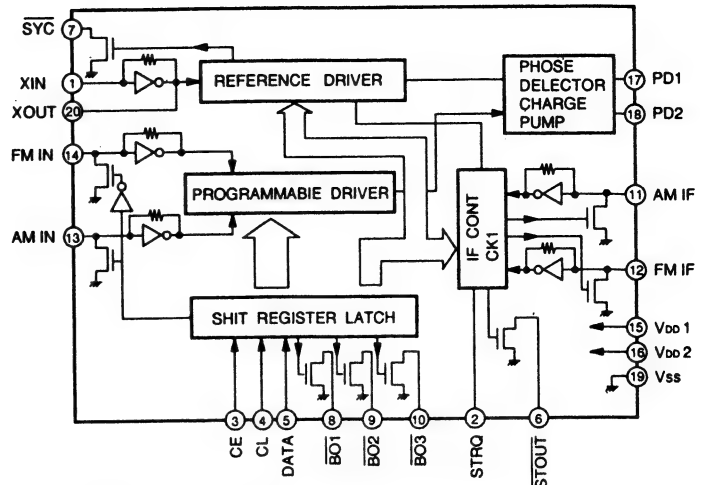 SYC
7
XIN
1
XOUT
20
FM IN
14
AM IN
13
REFERENCE DRIVER
PROGRAMMABIE DRIVER
SHIT REGISTER LATCH
PHOSE
DELECTOR
CHARGE
PUMP
IF CONT
CK1
17
PD1
18
PD2
11
AM IF
12
FM IF
15
VDD 1
16
VDD 2
19
VSS
3
CE
4
CL
5
DATA
8
BO1
9
BO2
10
BO3
2
STRQ
6
STOUT